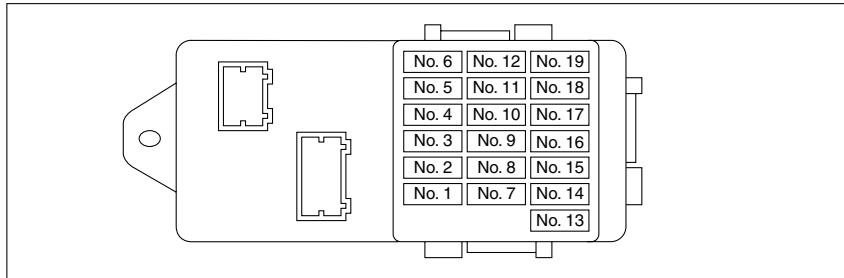 No. 6 No. 12 No. 19
No. 5 No. 11 No. 18
No. 4 No. 10 No. 17
No. 3 No. 9 No. 16
No. 2 No. 8 No. 15
No. 1 No. 7 No. 14
No. 13